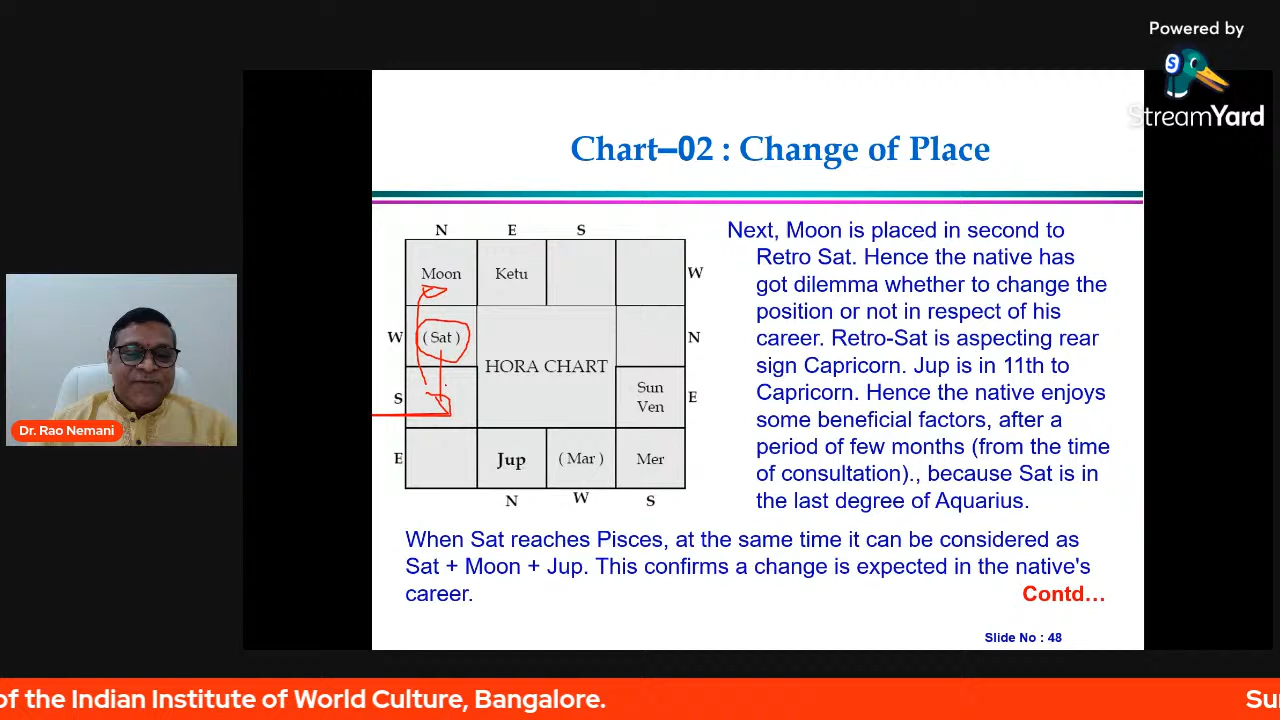 Powered by
StreamYard
Chart–02 : Change of Place
N E S
Moon Ketu
W
W (Sat) N
HORA CHART
S Sun E
Ven
E Jup (Mar) Mer
N W S
Next, Moon is placed in second to
Retro Sat. Hence the native has
got dilemma whether to change the
position or not in respect of his
career. Retro-Sat is aspecting rear
sign Capricorn. Jup is in 11th to
Capricorn. Hence the native enjoys
some beneficial factors, after a
period of few months (from the time
of consultation)., because Sat is in
the last degree of Aquarius.
When Sat reaches Pisces, at the same time it can be considered as
Sat + Moon + Jup. This confirms a change is expected in the native's
career.
Contd...
Slide No : 48
Dr. Rao Nemani
of the Indian Institute of World Culture, Bangalore.